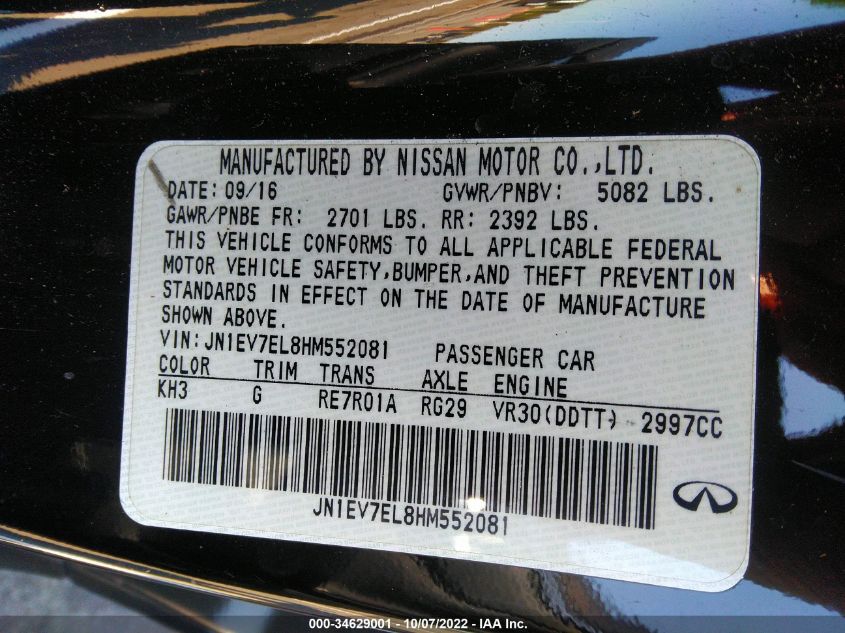 MANUFACTURED BY NISSAN MOTOR CO.,LTD.
DATE: 09/16 GVWR/PNBV: 5082 LBS.
GAWR/PNBE FR: 2701 LBS. RR: 2392 LBS.
THIS VEHICLE CONFORMS TO ALL APPLICABLE FEDERAL
MOTOR VEHICLE SAFETY,BUMPER,AND THEFT PREVENTION
STANDARDS IN EFFECT ON THE DATE OF MANUFACTURE
SHOWN ABOVE.
VIN:JN1EV7EL8HM552081 PASSENGER CAR
COLOR TRIM TRANS AXLE ENGINE
KH3 G RE7R01A RG29 VR30(DDTT) 2997CC
JN1EV7EL8HM552081
000-34629001 - 10/07/2022 - IAA Inc.